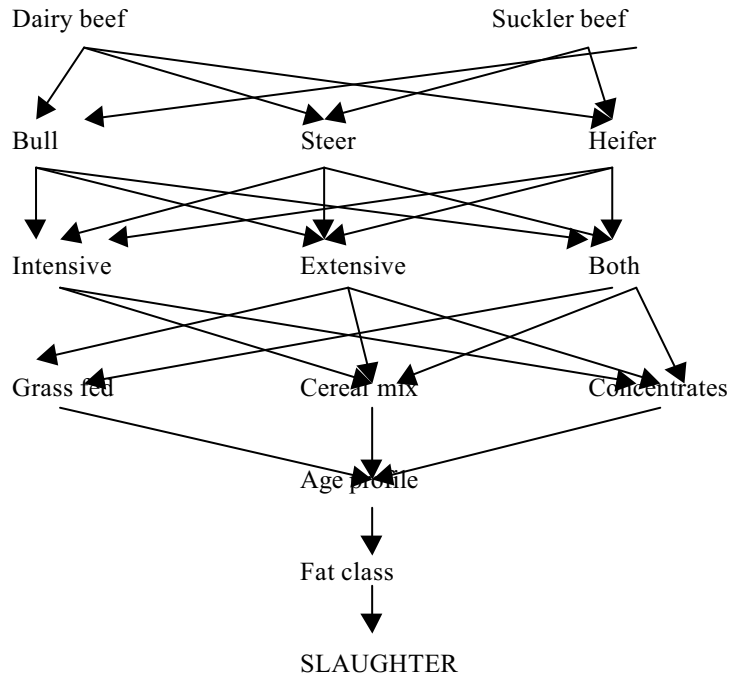 Dairy beef Suckler beef
Bull Steer Heifer
Intensive Extensive Both
Grass fed Cereal mix Concentrates
Age profile
Fat class
SLAUGHTER